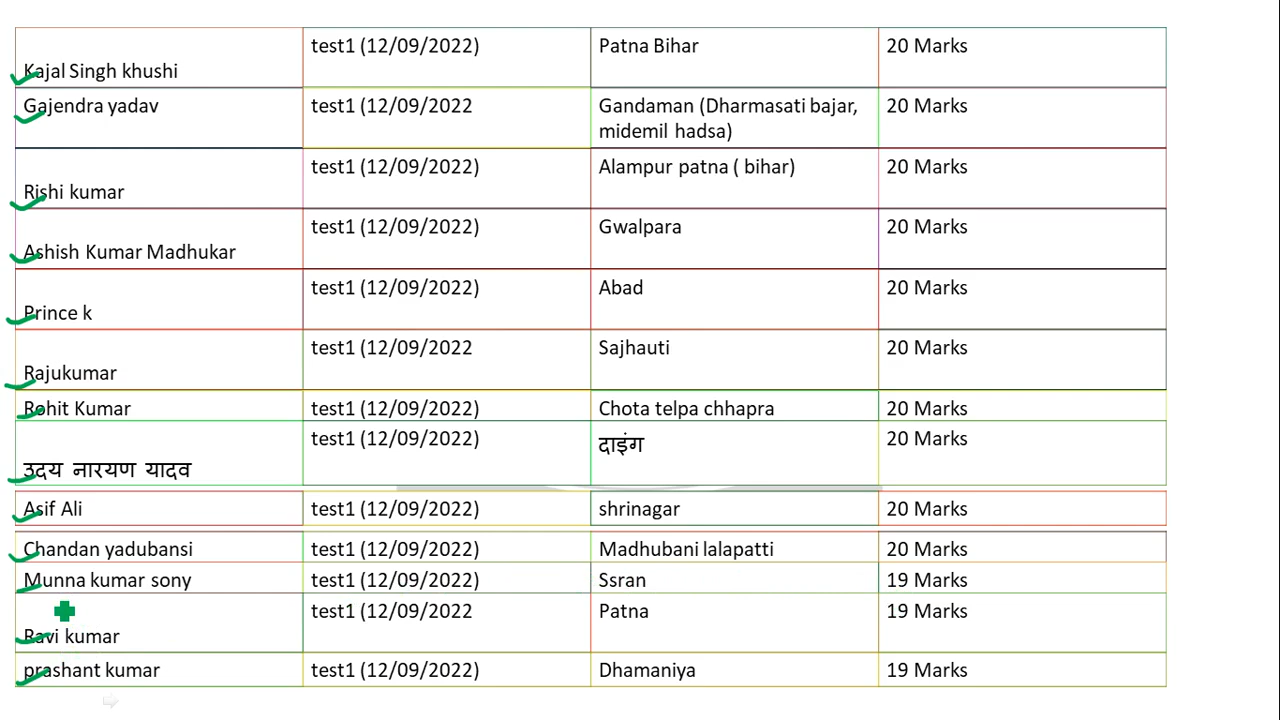 Kajal Singh khushi test1 (12/09/2022) Patna Bihar 20 Marks
Gajendra yadav test1 (12/09/2022 Gandaman (Dharmasati bajar, 20 Marks
midemil hadsa)
Rishi kumar test1 (12/09/2022) Alampur patna ( bihar) 20 Marks
Ashish Kumar Madhukar test1 (12/09/2022) Gwalpara 20 Marks
Prince k test1 (12/09/2022) Abad 20 Marks
Rajukumar test1 (12/09/2022 Sajhauti 20 Marks
Rohit Kumar test1 (12/09/2022) Chota telpa chhapra 20 Marks
उदय नारयण यादव test1 (12/09/2022) दाइंग 20 Marks
Asif Ali test1 (12/09/2022) shrinagar 20 Marks
Chandan yadubansi test1 (12/09/2022) Madhubani lalapatti 20 Marks
Munna kumar sony test1 (12/09/2022) Ssran 19 Marks
Ravi kumar test1 (12/09/2022 Patna 19 Marks
prashant kumar test1 (12/09/2022) Dhamaniya 19 Marks